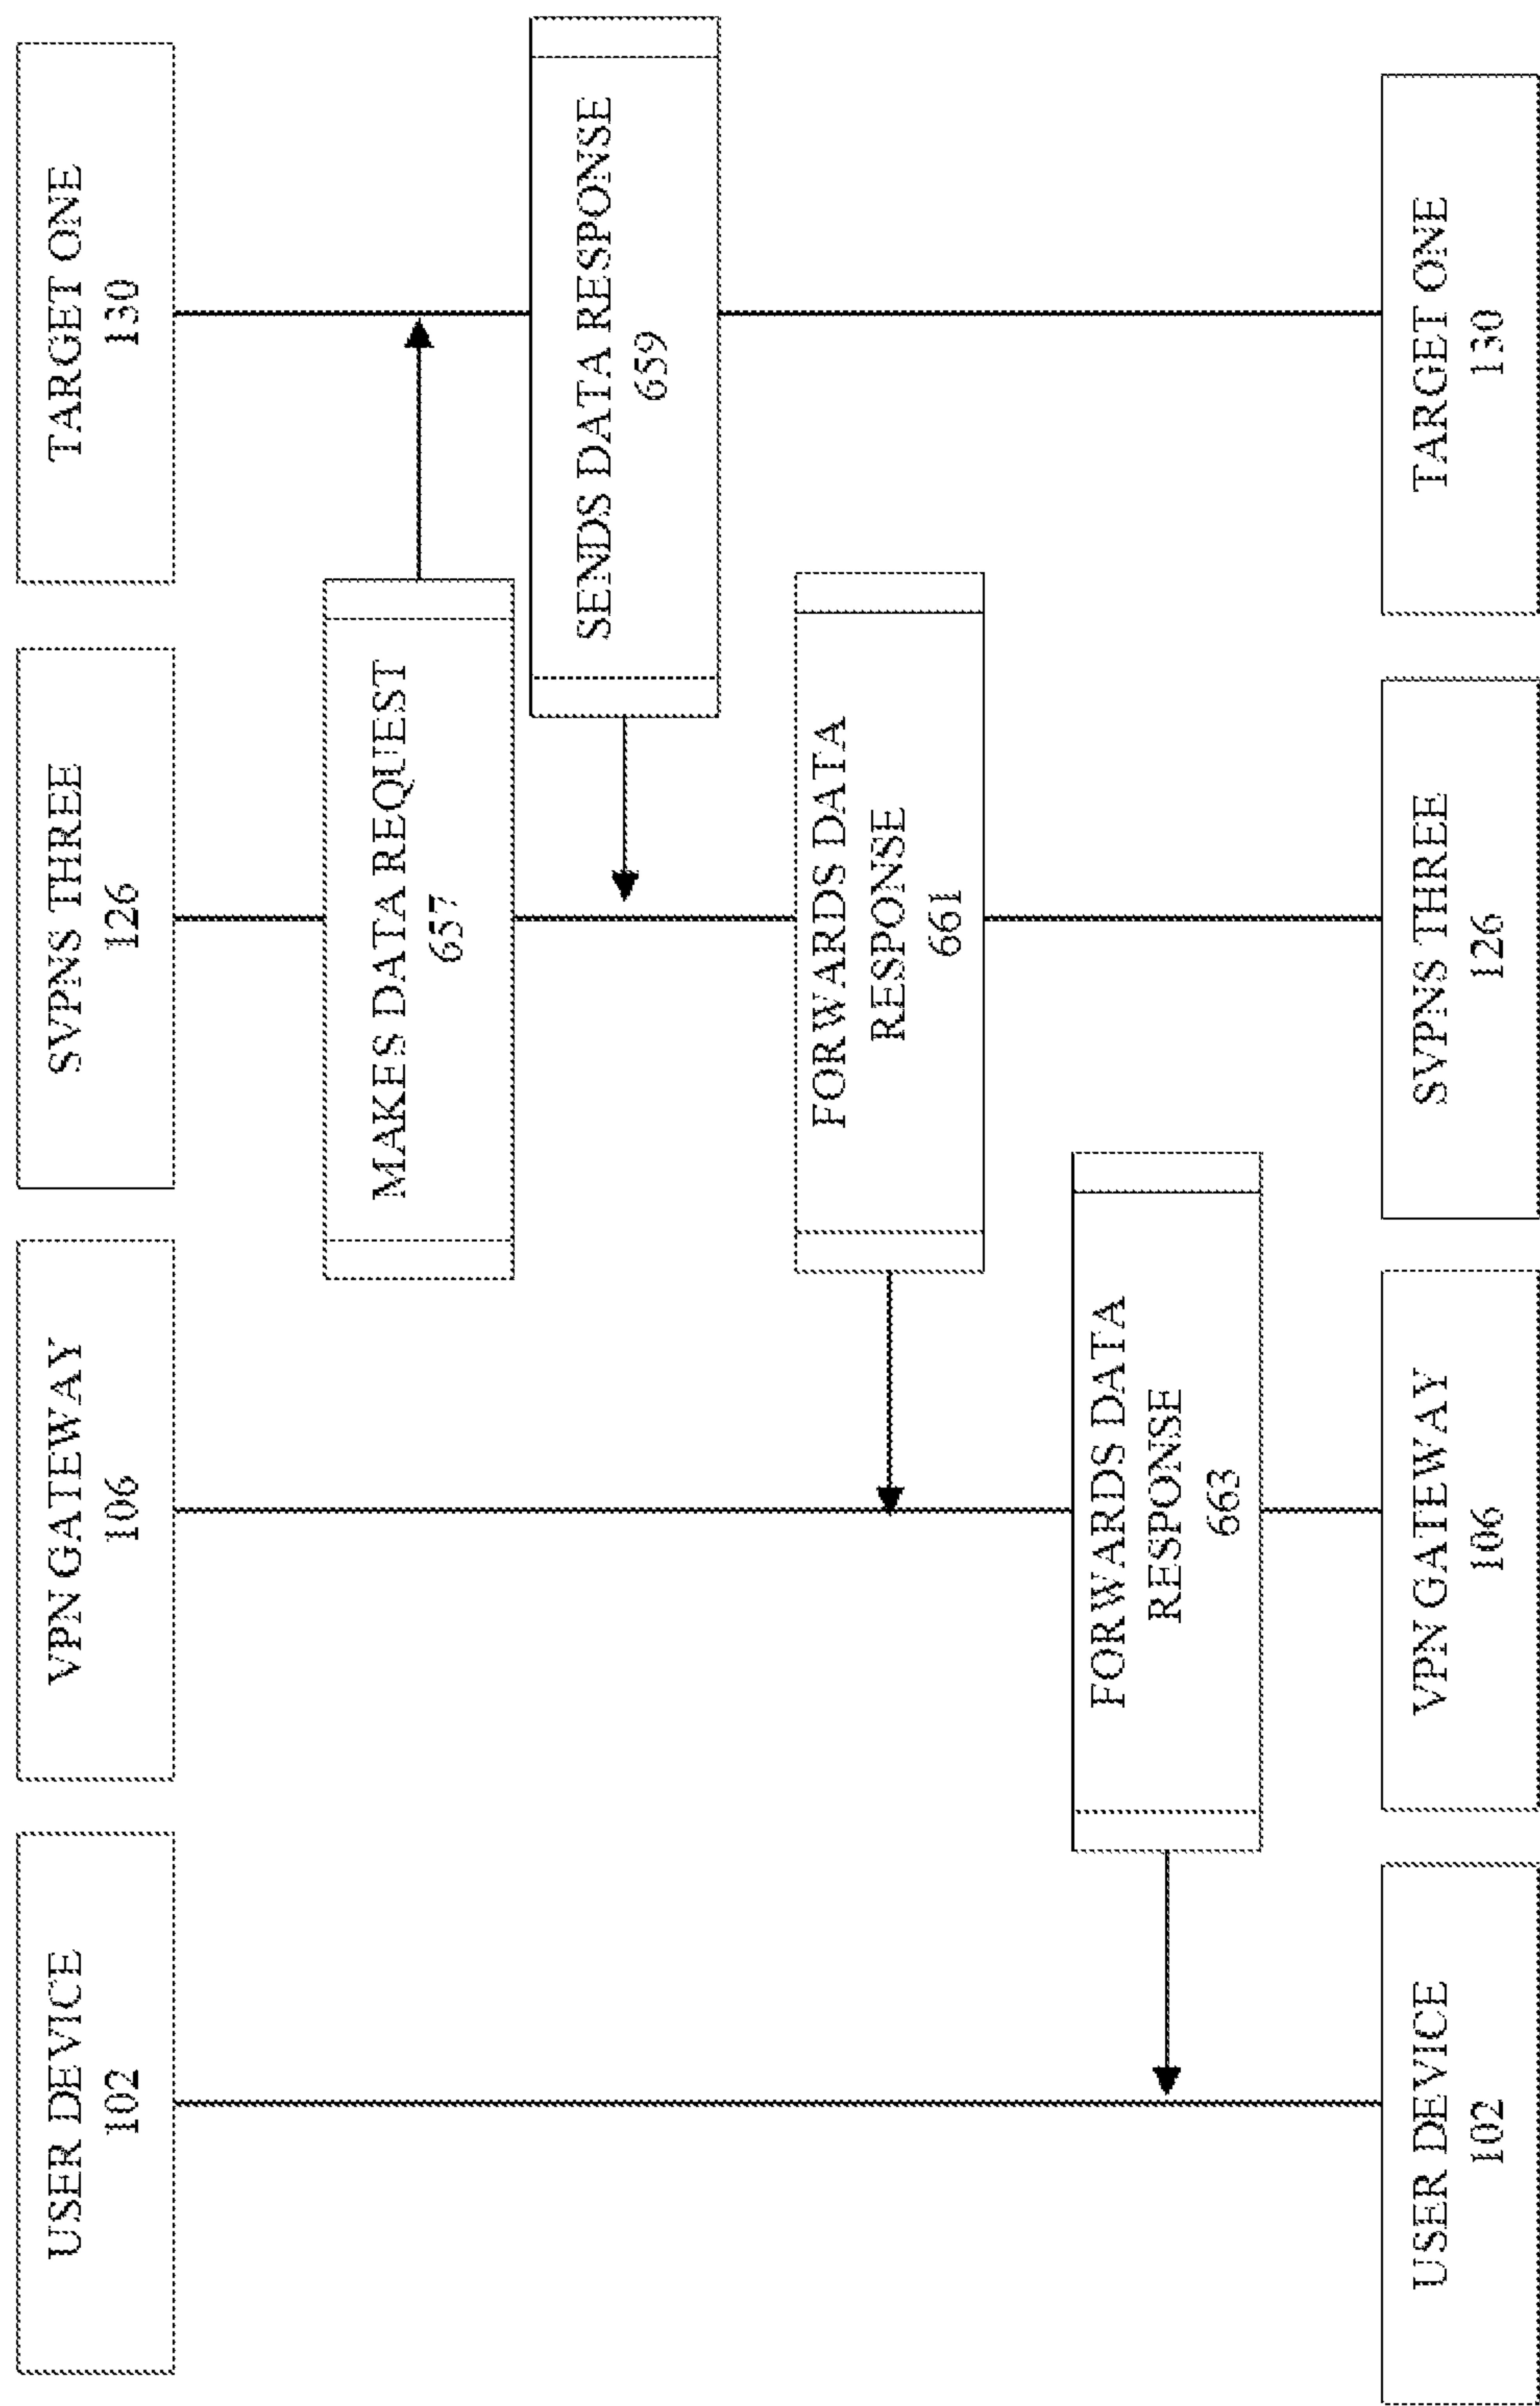 USER DEVICE
102
VPN GATEWAY
106
SVPNS THREE
126
TARGET ONE
130
MAKES DATA REQUEST
657
SENDS DATA RESPONSE
659
FORWARDS DATA
RESPONSE
661
FORWARDS DATA
RESPONSE
663
USER DEVICE
102
VPN GATEWAY
106
SVPNS THREE
126
TARGET ONE
130